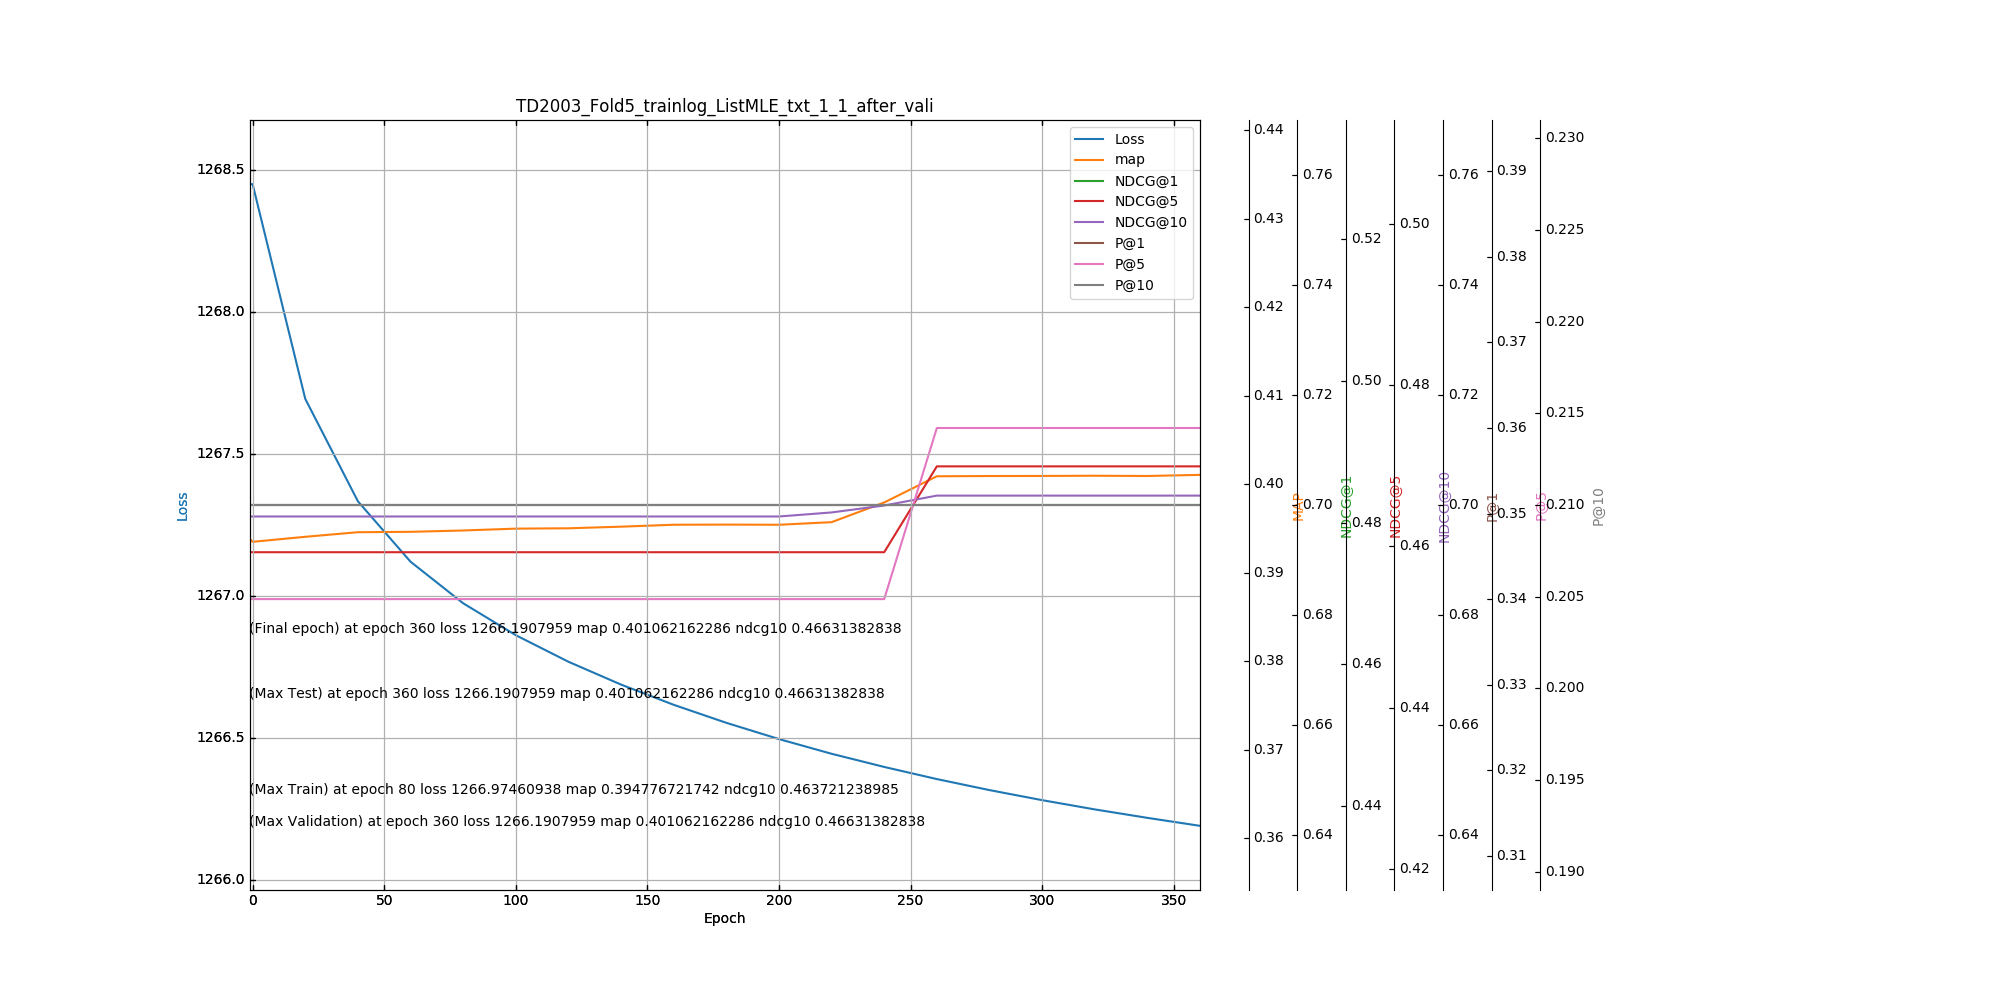 TD2003_Fold5_trainlog_ListMLE_txt_1_1_after_vali
Loss
map
NDCG@1
NDCG@5
NDCG@10
P@1
P@5
P@10
1268.5
1268.0
1267.5
1267.0
1266.5
1266.0
Loss
(Final epoch) at epoch 360 loss 1266.1907959 map 0.401062162286 ndcg10 0.46631382838
(Max Test) at epoch 360 loss 1266.1907959 map 0.401062162286 ndcg10 0.46631382838
(Max Train) at epoch 80 loss 1266.97460938 map 0.394776721742 ndcg10 0.463721238985
(Max Validation) at epoch 360 loss 1266.1907959 map 0.401062162286 ndcg10 0.46631382838
0 50 100 150 200 250 300 350
Epoch
0.44
0.43
0.42
0.41
0.40
0.39
0.38
0.37
0.36
MAP
0.76
0.74
0.72
0.70
0.68
0.66
0.64
NDCG@1
0.52
0.50
0.48
0.46
0.44
NDCG@5
0.50
0.48
0.46
0.44
0.42
NDCG@10
0.76
0.74
0.72
0.70
0.68
0.66
0.64
P@1
0.39
0.38
0.37
0.36
0.35
0.34
0.33
0.32
0.31
P@5
0.230
0.225
0.220
0.215
0.210
0.205
0.200
0.195
0.190
P@10